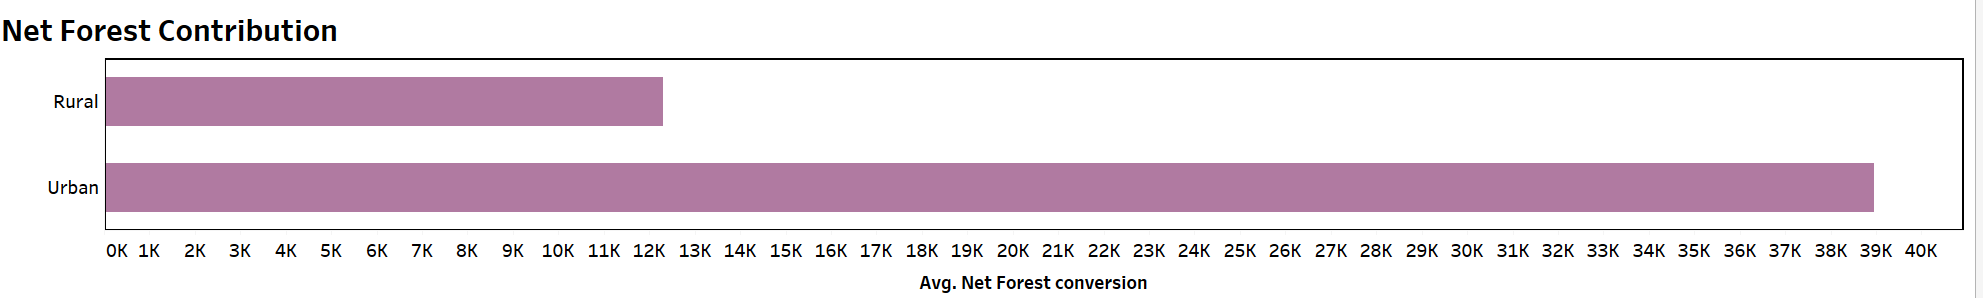 Net Forest Contribution
Rural
Urban
0K 1K 2K 3K 4K 5K 6K 7K 8K 9K 10K 11K 12K 13K 14K 15K 16K 17K 18K 19K 20K 21K 22K 23K 24K 25K 26K 27K 28K 29K 30K 31K 32K 33K 34K 35K 36K 37K 38K 39K 40K
Avg. Net Forest conversion